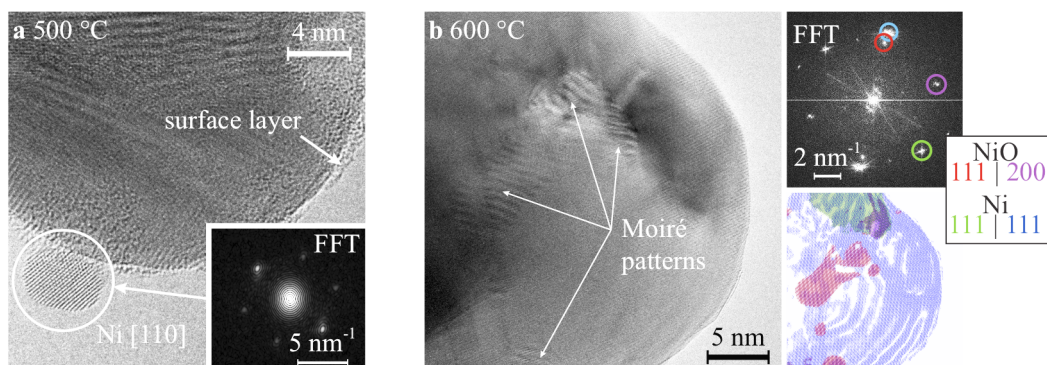 a 500 °C
4 nm
surface layer
FFT
Ni [110]
5 nm-1
b 600 °C
Moiré
patterns
5 nm
FFT
2 nm-1
NiO
111 | 200
Ni
111 | 111